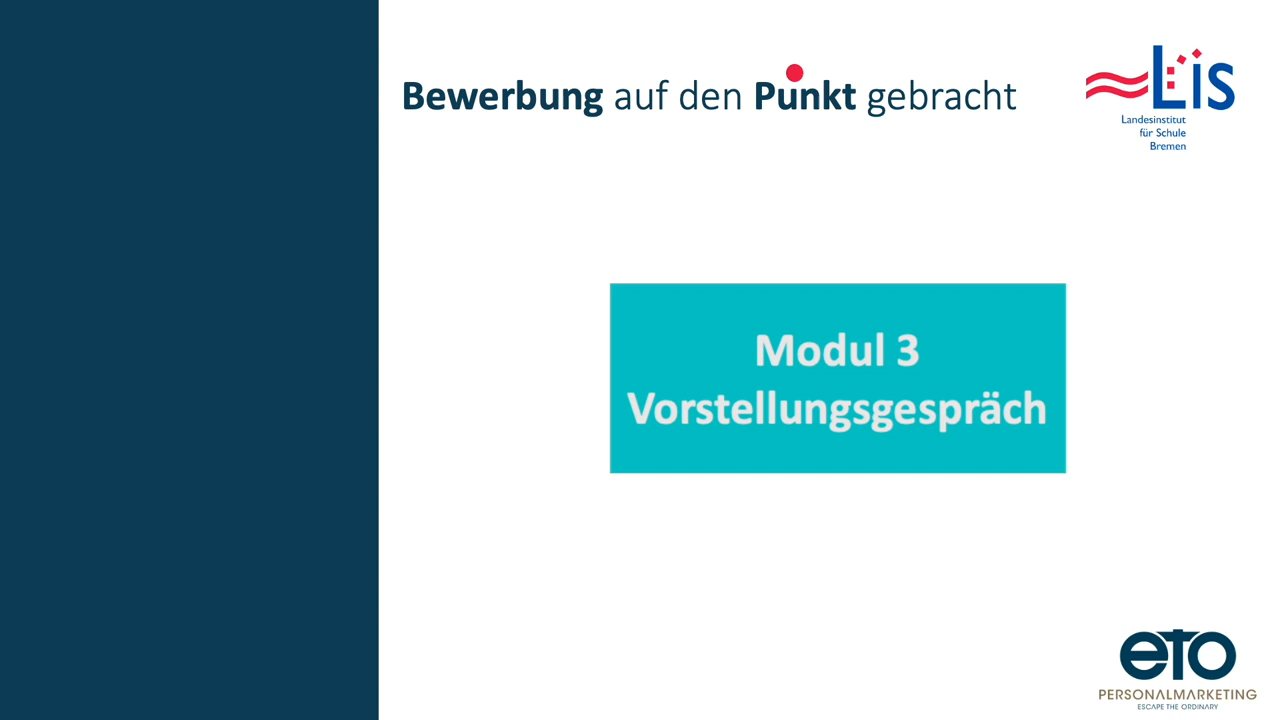 Bewerbung auf den Punkt gebracht
LiS
Landesinstitut
für Schule
Bremen
Modul 3
Vorstellungsgespräch
eTO
PERSONALMARKETING
ESCAPE THE ORDINARY